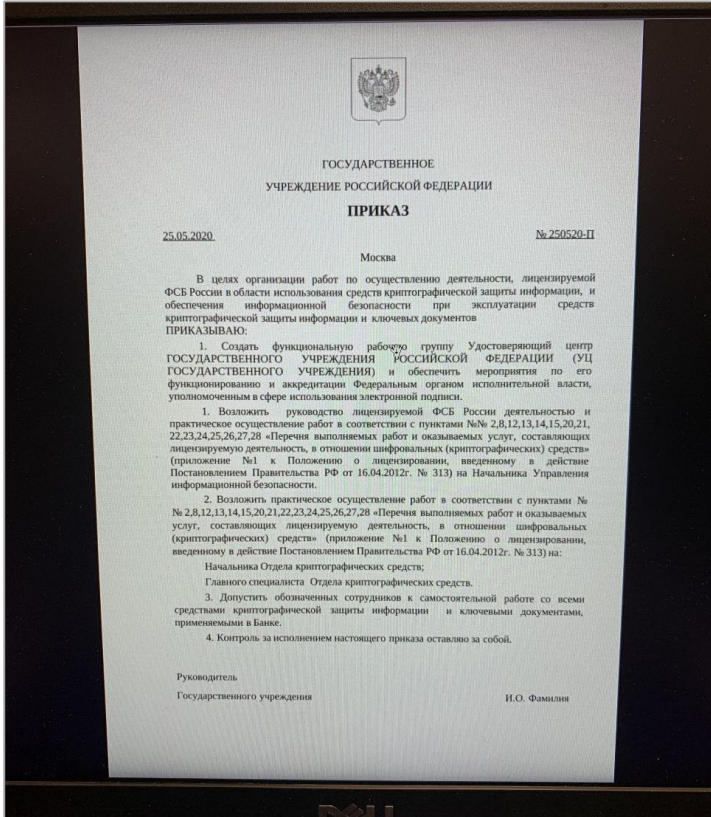 ГОСУДАРСТВЕННОЕ
УЧРЕЖДЕНИЕ РОССИЙСКОЙ ФЕДЕРАЦИИ
ПРИКАЗ
25.05.2020 № 250520-П
Москва
В целях организации работ по осуществлению деятельности, лицензируемой
ФСБ России в области использования средств криптографической защиты информации, и
обеспечения информационной безопасности при эксплуатации средств
криптографической защиты информации и ключевых документов
ПРИКАЗЫВАЮ:
1. Создать функциональную рабочую группу Удостоверяющий центр
ГОСУДАРСТВЕННОГО УЧРЕЖДЕНИЯ РОССИЙСКОЙ ФЕДЕРАЦИИ (УЦ
ГОСУДАРСТВЕННОГО УЧРЕЖДЕНИЯ) и обеспечить мероприятия по его
функционированию и аккредитации Федеральным органом исполнительной власти,
уполномоченным в сфере использования электронной подписи.
1. Возложить руководство лицензируемой ФСБ России деятельностью и
практическое осуществление работ в соответствии с пунктами №№ 2,8,12,13,14,15,20,21,
22,23,24,25,26,27,28 «Перечня выполняемых работ и оказываемых услуг, составляющих
лицензируемую деятельность, в отношении шифровальных (криптографических) средств»
(приложение №1 к Положению о лицензировании, введенному в действие
Постановлением Правительства РФ от 16.04.2012г. № 313) на Начальника Управления
информационной безопасности.
2. Возложить практическое осуществление работ в соответствии с пунктами №
№ 2,8,12,13,14,15,20,21,22,23,24,25,26,27,28 «Перечня выполняемых работ и оказываемых
услуг, составляющих лицензируемую деятельность, в отношении шифровальных
(криптографических) средств» (приложение №1 к Положению о лицензировании,
введенному в действие Постановлением Правительства РФ от 16.04.2012г. № 313) на:
Начальника Отдела криптографических средств;
Главного специалиста Отдела криптографических средств.
3. Допустить обозначенных сотрудников к самостоятельной работе со всеми
средствами криптографической защиты информации и ключевыми документами,
применяемыми в Банке.
4. Контроль за исполнением настоящего приказа оставляю за собой.
Руководитель
Государственного учреждения И.О. Фамилия
DELL